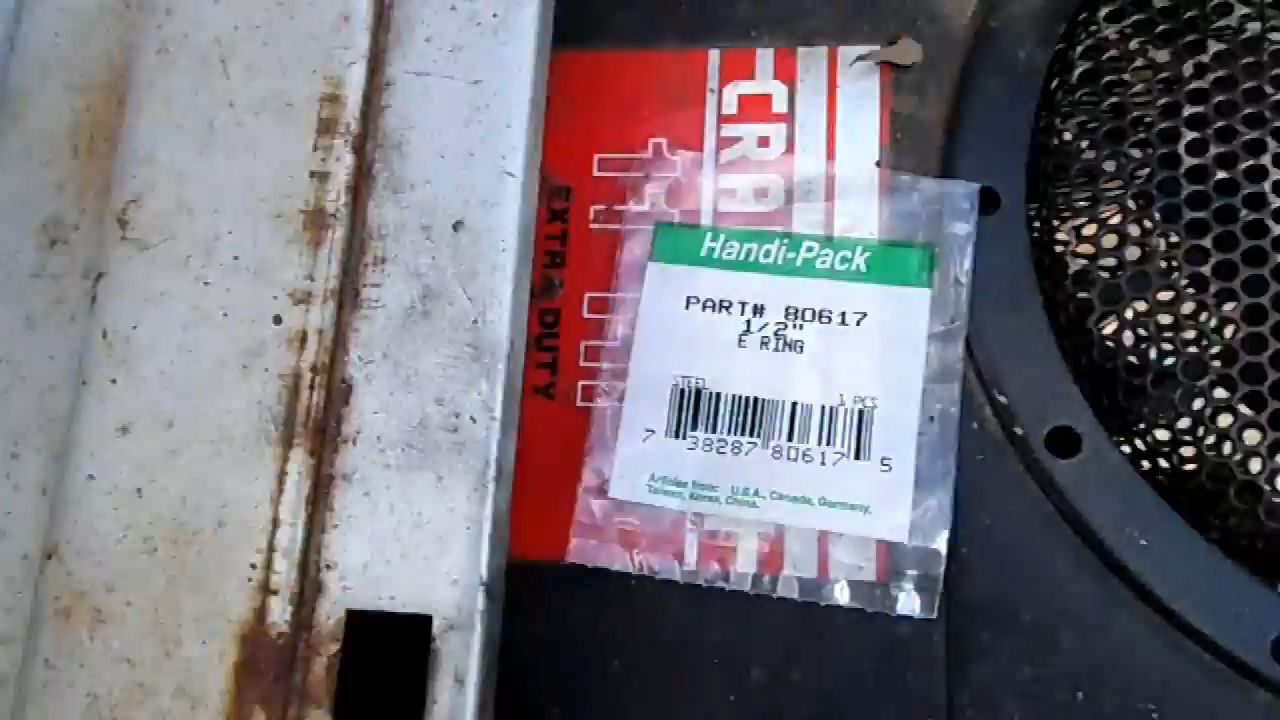 CRA
EXTRA DUTY
Handi-Pack
PART# 80617
1/2"
E RING
STEEL
1 PCS
7 38287 80617 5
Articles from: U.S.A., Canada, Germany,
Taiwan, Korea, China.